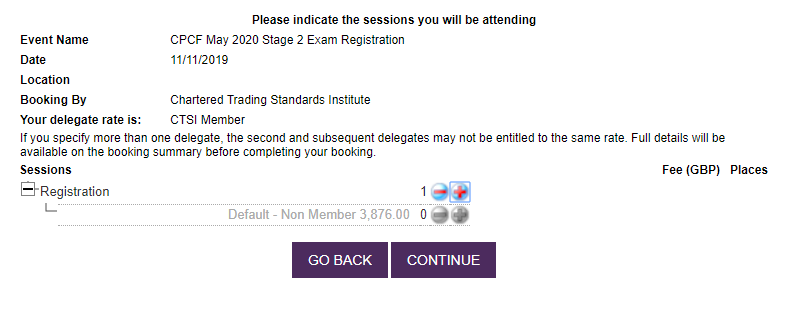 Please indicate the sessions you will be attending
Event Name CPCF May 2020 Stage 2 Exam Registration
Date 11/11/2019
Location
Booking By Chartered Trading Standards Institute
Your delegate rate is: CTSI Member
If you specify more than one delegate, the second and subsequent delegates may not be entitled to the same rate. Full details will be
available on the booking summary before completing your booking.
Sessions Fee (GBP) Places
Registration 1
Default - Non Member 3,876.00 0
GO BACK CONTINUE